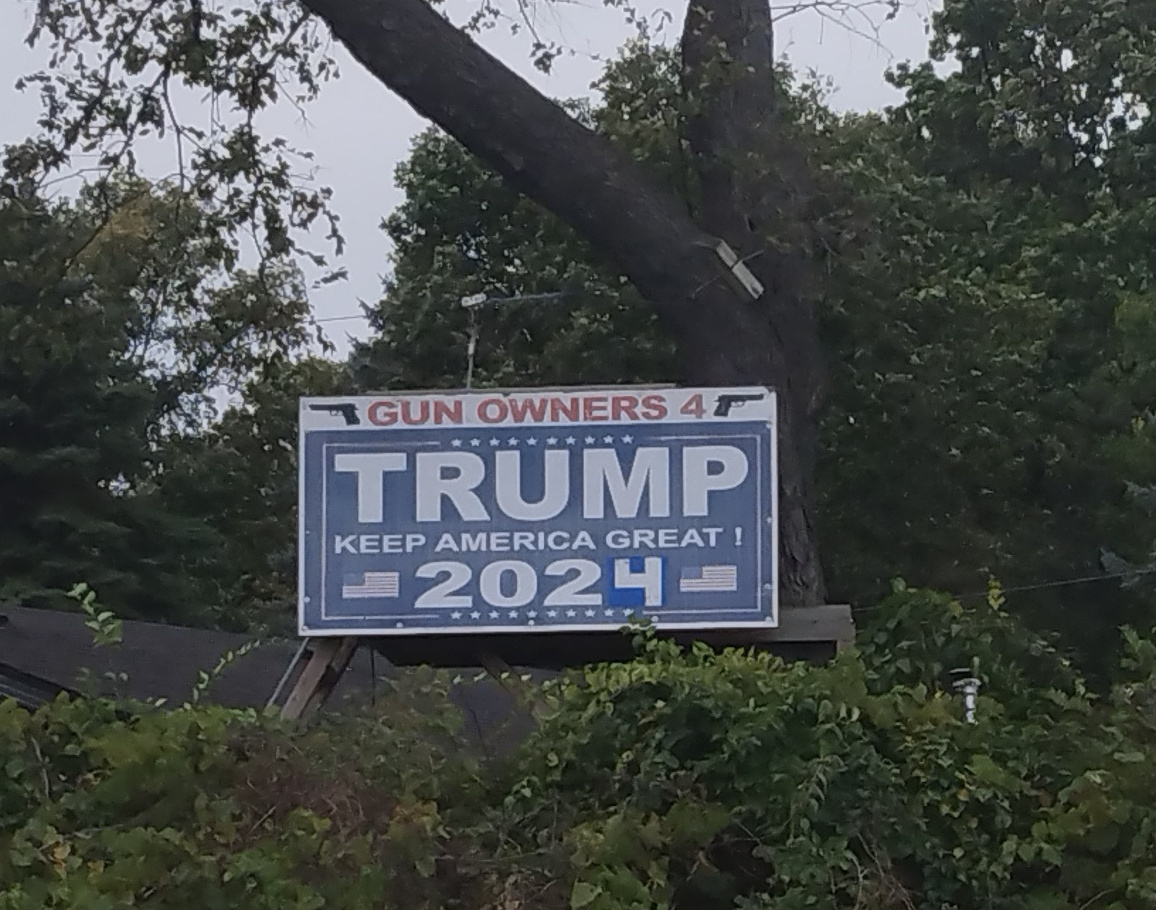 GUN OWNERS 4
TRUMP
KEEP AMERICA GREAT !
2024